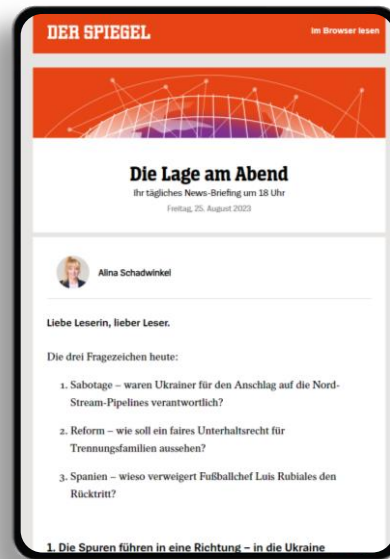 DER SPIEGEL
Im Browser lesen
Die Lage am Abend
Ihr tägliches News-Briefing um 18 Uhr
Freitag, 25. August 2023
Alina Schadwinkel
Liebe Leserin, lieber Leser.
Die drei Fragezeichen heute:
1. Sabotage – waren Ukrainer für den Anschlag auf die Nord-
Stream-Pipelines verantwortlich?
2. Reform – wie soll ein faires Unterhaltsrecht für
Trennungsfamilien aussehen?
3. Spanien – wieso verweigert Fußballchef Luis Rubiales den
Rücktritt?
1. Die Spuren führen in eine Richtung – in die Ukraine